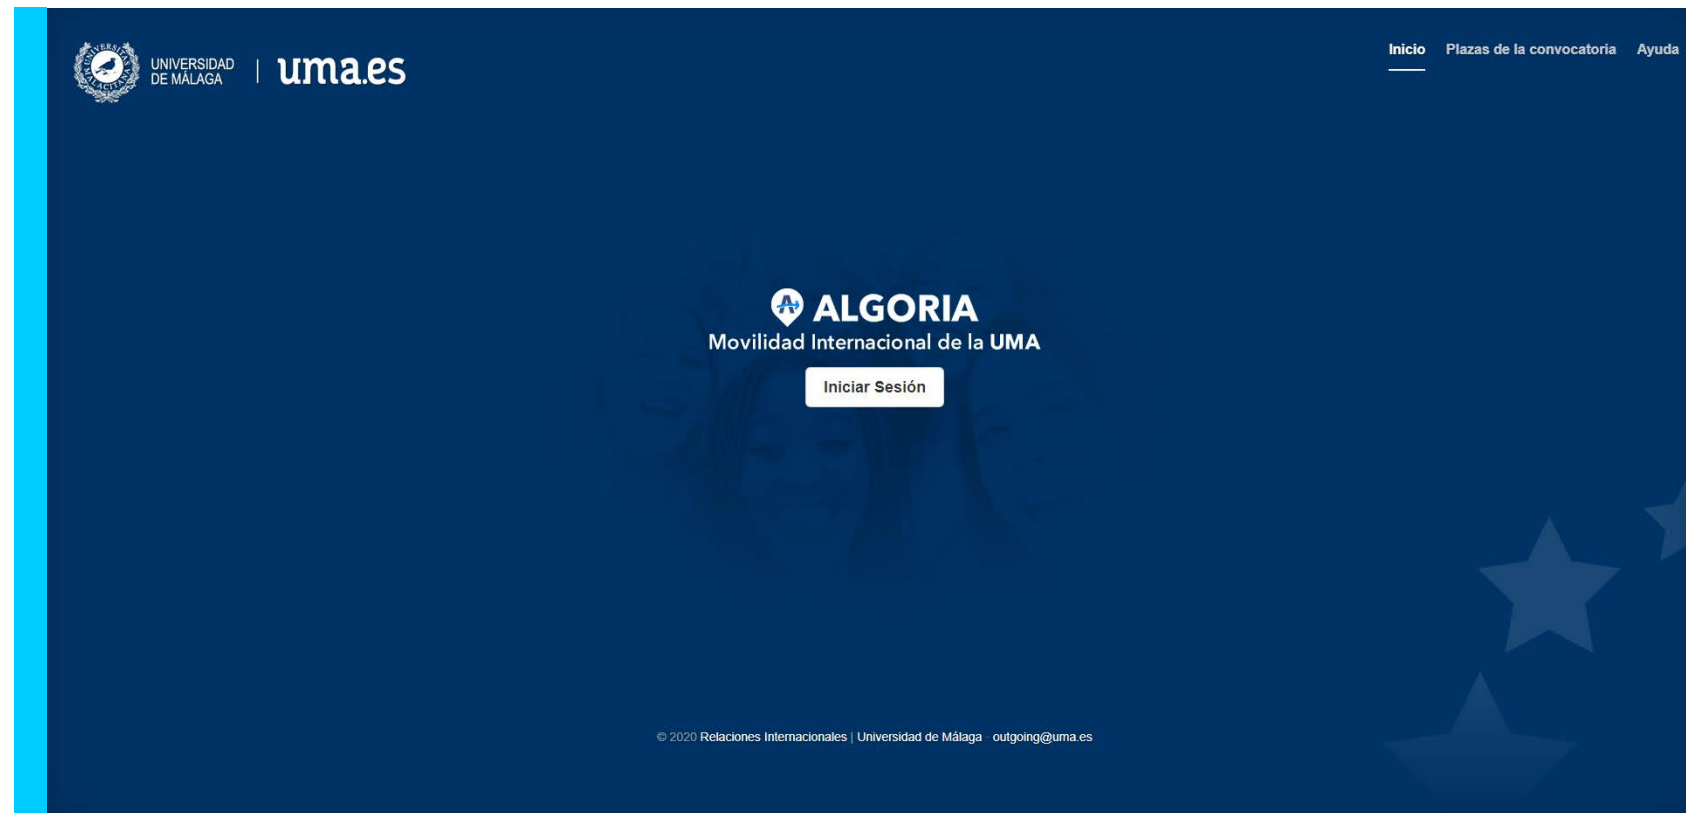 UNIVERSIDAD
DE MÁLAGA
| uma.es
Inicio Plazas de la convocatoria Ayuda
ALGORIA
Movilidad Internacional de la UMA
Iniciar Sesión
© 2020 Relaciones Internacionales | Universidad de Málaga - outgoing@uma.es